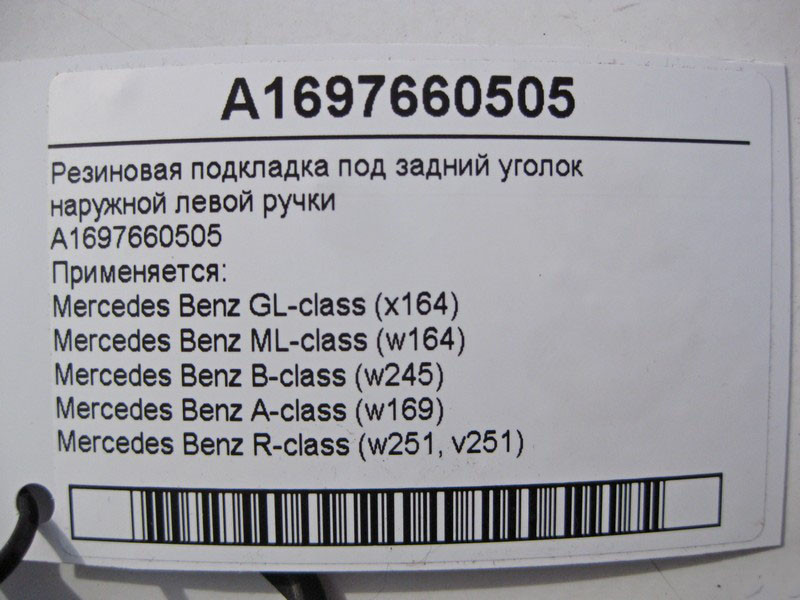 A1697660505
Резиновая подкладка под задний уголок
наружной левой ручки
A1697660505
Применяется:
Mercedes Benz GL-class (x164)
Mercedes Benz ML-class (w164)
Mercedes Benz B-class (w245)
Mercedes Benz A-class (w169)
Mercedes Benz R-class (w251, v251)